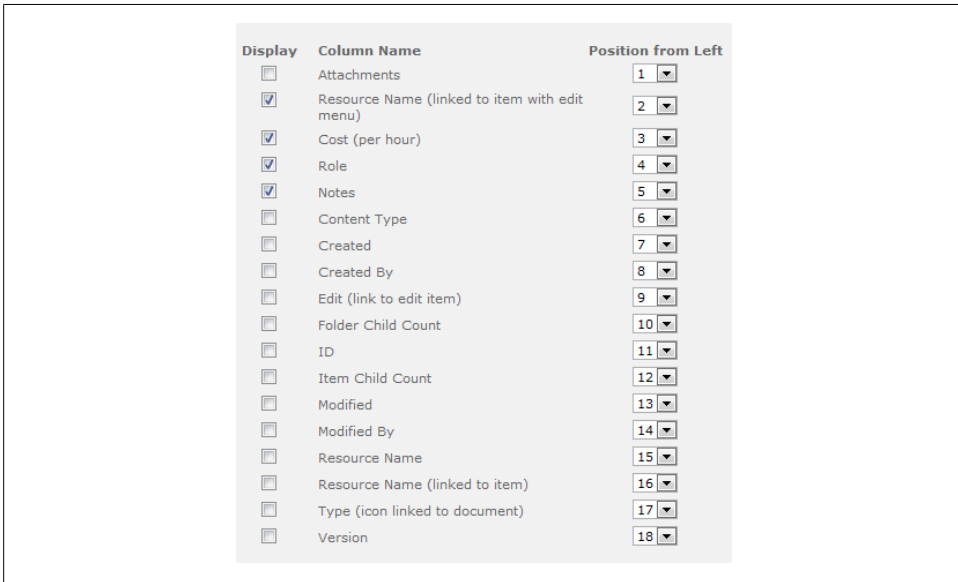 Display Column Name Position from Left
Attachments 1
Resource Name (linked to item with edit
menu) 2
Cost (per hour) 3
Role 4
Notes 5
Content Type 6
Created 7
Created By 8
Edit (link to edit item) 9
Folder Child Count 10
ID 11
Item Child Count 12
Modified 13
Modified By 14
Resource Name 15
Resource Name (linked to item) 16
Type (icon linked to document) 17
Version 18